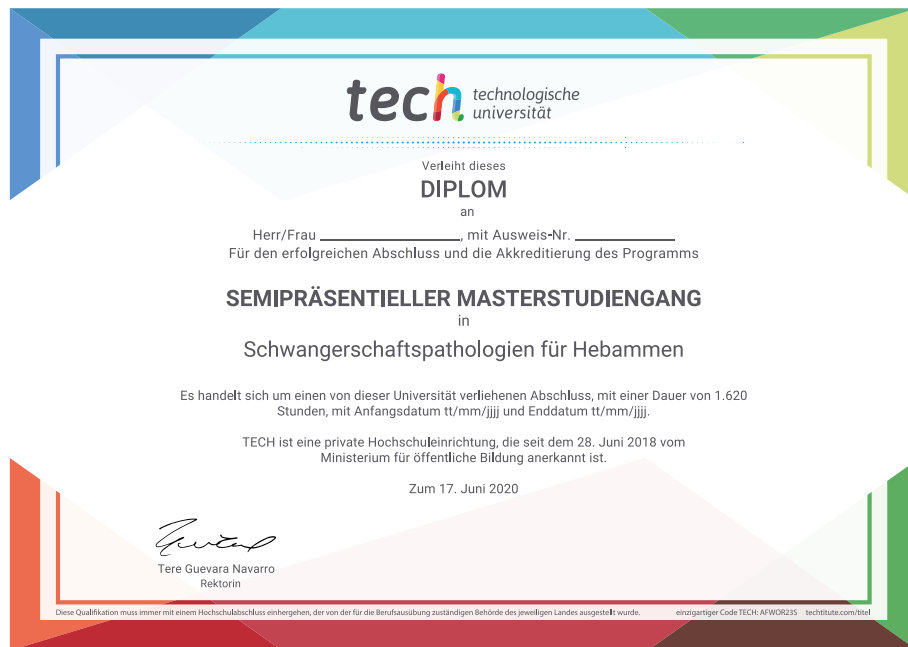 tech technologische
universität
Verleiht dieses
DIPLOM
an
Herr/Frau ____________________, mit Ausweis-Nr. ______________
Für den erfolgreichen Abschluss und die Akkreditierung des Programms
SEMIPRÄSENTIELLER MASTERSTUDIENGANG
in
Schwangerschaftspathologien für Hebammen
Es handelt sich um einen von dieser Universität verliehenen Abschluss, mit einer Dauer von 1.620
Stunden, mit Anfangsdatum tt/mm/jjjj und Enddatum tt/mm/jjjj.
TECH ist eine private Hochschuleinrichtung, die seit dem 28. Juni 2018 vom
Ministerium für öffentliche Bildung anerkannt ist.
Zum 17. Juni 2020
Tere Guevara Navarro
Rektorin
Diese Qualifikation muss immer mit einem Hochschulabschluss einhergehen, der von der für die Berufsausübung zuständigen Behörde des jeweiligen Landes ausgestellt wurde. einzigartiger Code TECH: AFWOR23S techtitute.com/titel